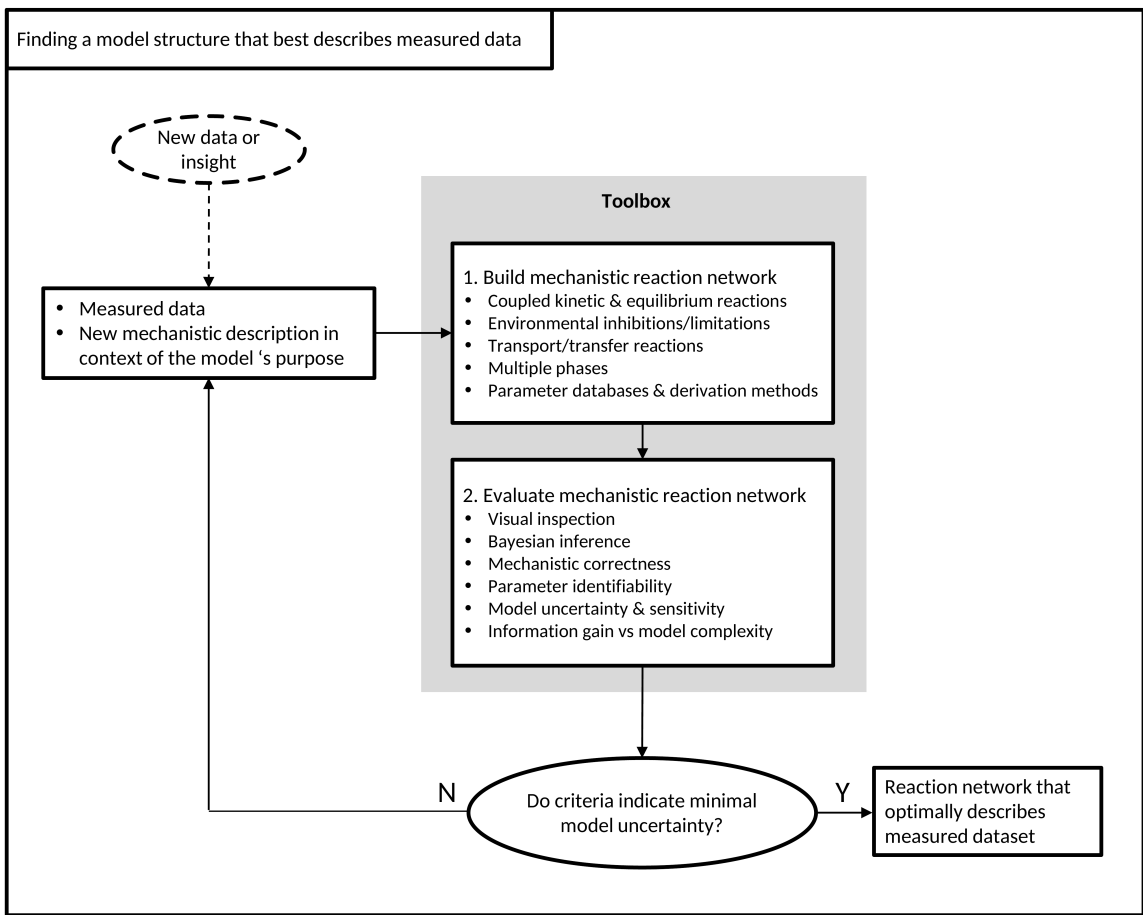 Finding a model structure that best describes measured data
New data or
insight
Toolbox
1. Build mechanistic reaction network
• Coupled kinetic & equilibrium reactions
• Environmental inhibitions/limitations
• Transport/transfer reactions
• Multiple phases
• Parameter databases & derivation methods
• Measured data
• New mechanistic description in
context of the model ‘s purpose
2. Evaluate mechanistic reaction network
• Visual inspection
• Bayesian inference
• Mechanistic correctness
• Parameter identifiability
• Model uncertainty & sensitivity
• Information gain vs model complexity
N
Do criteria indicate minimal
model uncertainty?
Y
Reaction network that
optimally describes
measured dataset